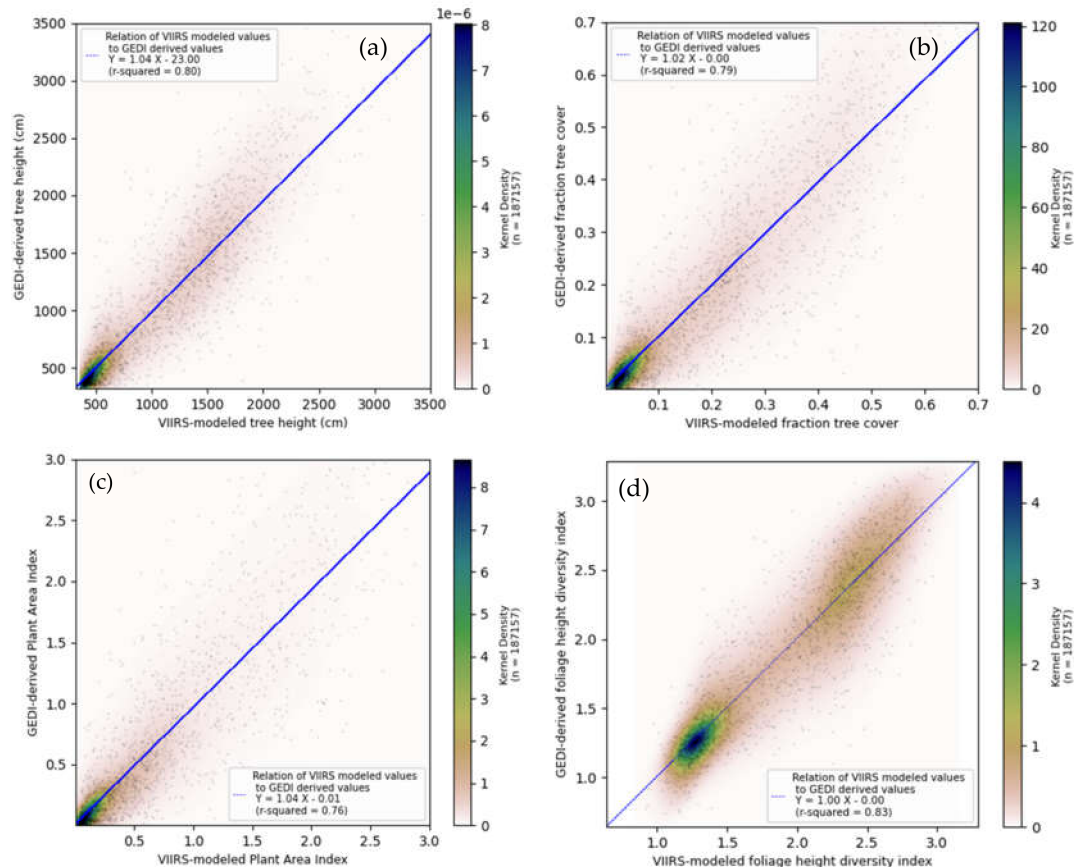 (a)
1e−6
Relation of VIIRS modeled values
to GEDI derived values
Y = 1.04 X - 23.00
(r-squared = 0.80)
3500
3000
2500
2000
1500
1000
500
GEDI-derived tree height (cm)
500
1000
1500
2000
2500
3000
3500
VIIRS-modeled tree height (cm)
8
7
6
5
4
3
2
1
0
Kernel Density
(n = 187157)
(b)
Relation of VIIRS modeled values
to GEDI derived values
Y = 1.02 X - 0.00
(r-squared = 0.79)
0.7
0.6
0.5
0.4
0.3
0.2
0.1
GEDI-derived fraction tree cover
0.1
0.2
0.3
0.4
0.5
0.6
0.7
VIIRS-modeled fraction tree cover
120
100
80
60
40
20
0
Kernel Density
(n = 187157)
(c)
3.0
2.5
2.0
1.5
1.0
0.5
GEDI-derived Plant Area Index
Relation of VIIRS modeled values
to GEDI derived values
Y = 1.04 X - 0.01
(r-squared = 0.76)
0.5
1.0
1.5
2.0
2.5
3.0
VIIRS-modeled Plant Area Index
8
7
6
5
4
3
2
1
0
Kernel Density
(n = 187157)
(d)
3.0
2.5
2.0
1.5
1.0
GEDI-derived foliage height diversity index
Relation of VIIRS modeled values
to GEDI derived values
Y = 1.00 X - 0.00
(r-squared = 0.83)
1.0
1.5
2.0
2.5
3.0
VIIRS-modeled foliage height diversity index
4
3
2
1
0
Kernel Density
(n = 187157)